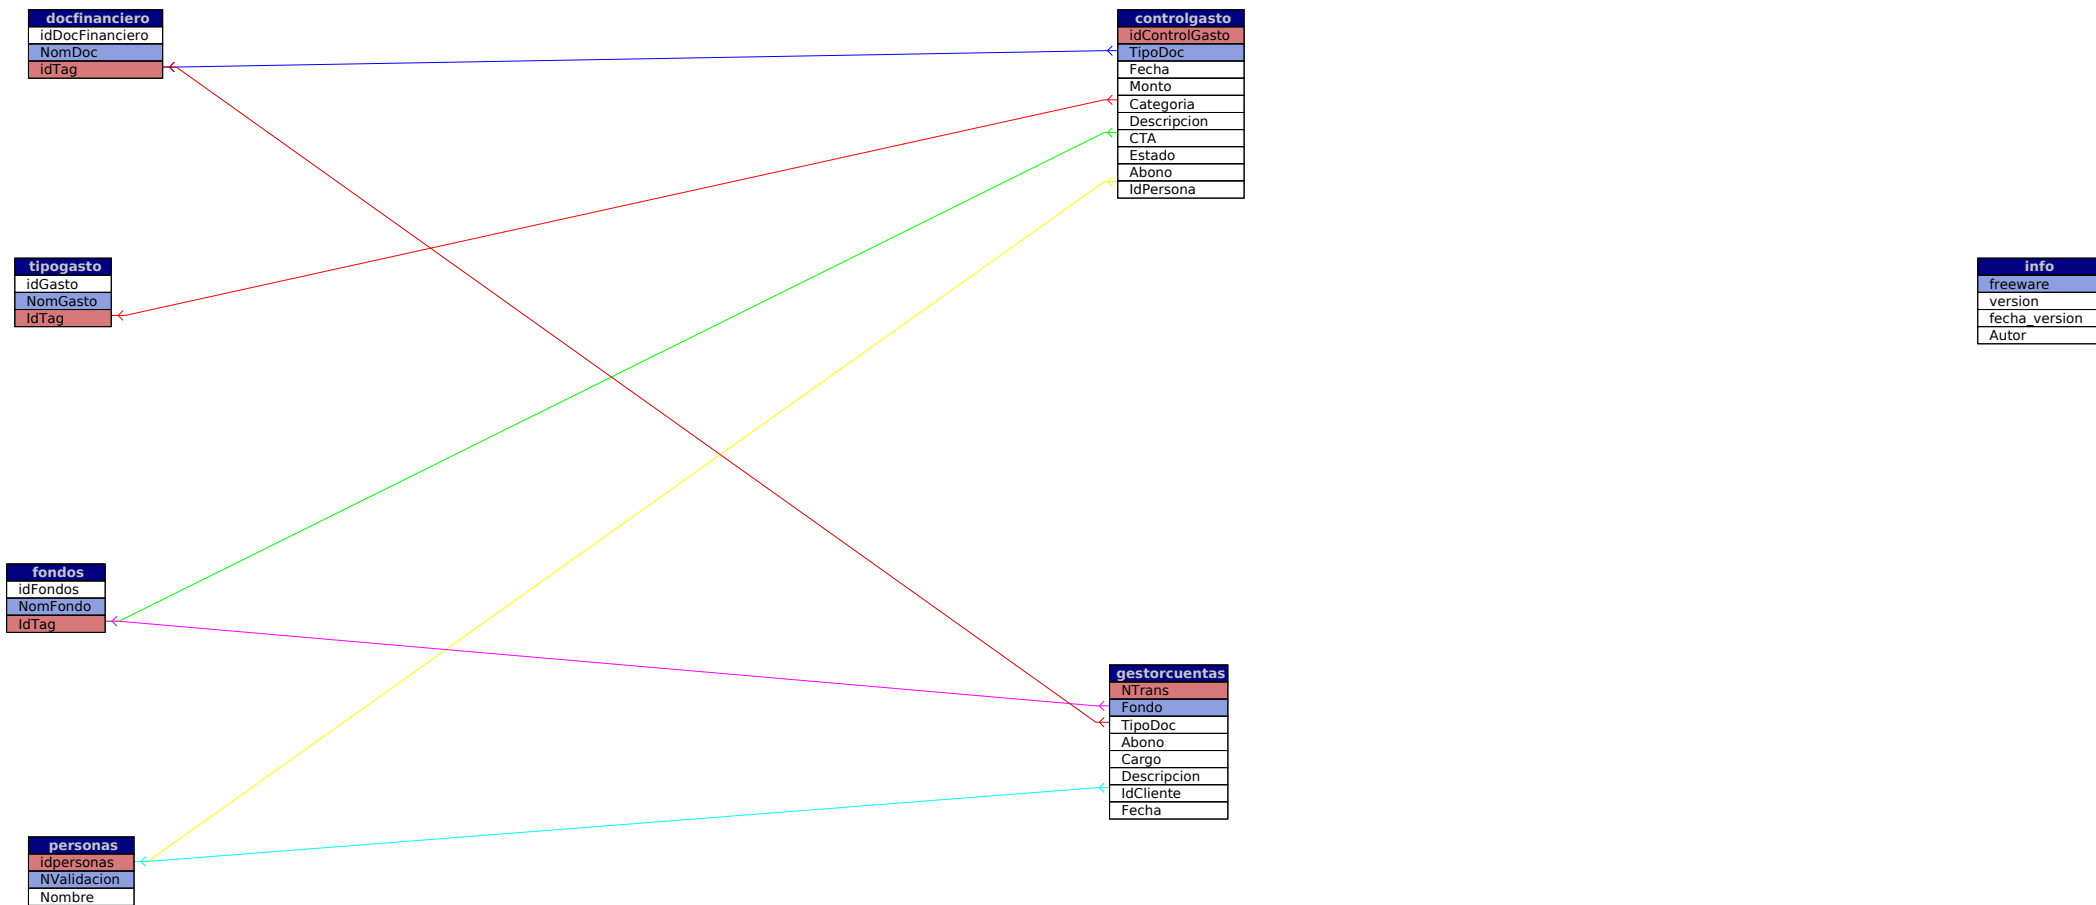 docfinanciero
idDocFinanciero
NomDoc
idTag
controlgasto
idControlGasto
TipoDoc
Fecha
Monto
Categoria
Descripcion
CTA
Estado
Abono
IdPersona
tipogasto
idGasto
NomGasto
IdTag
info
freeware
version
fecha_version
Autor
fondos
idFondos
NomFondo
IdTag
gestorcuentas
NTrans
Fondo
TipoDoc
Abono
Cargo
Descripcion
IdCliente
Fecha
personas
idpersonas
NValidacion
Nombre